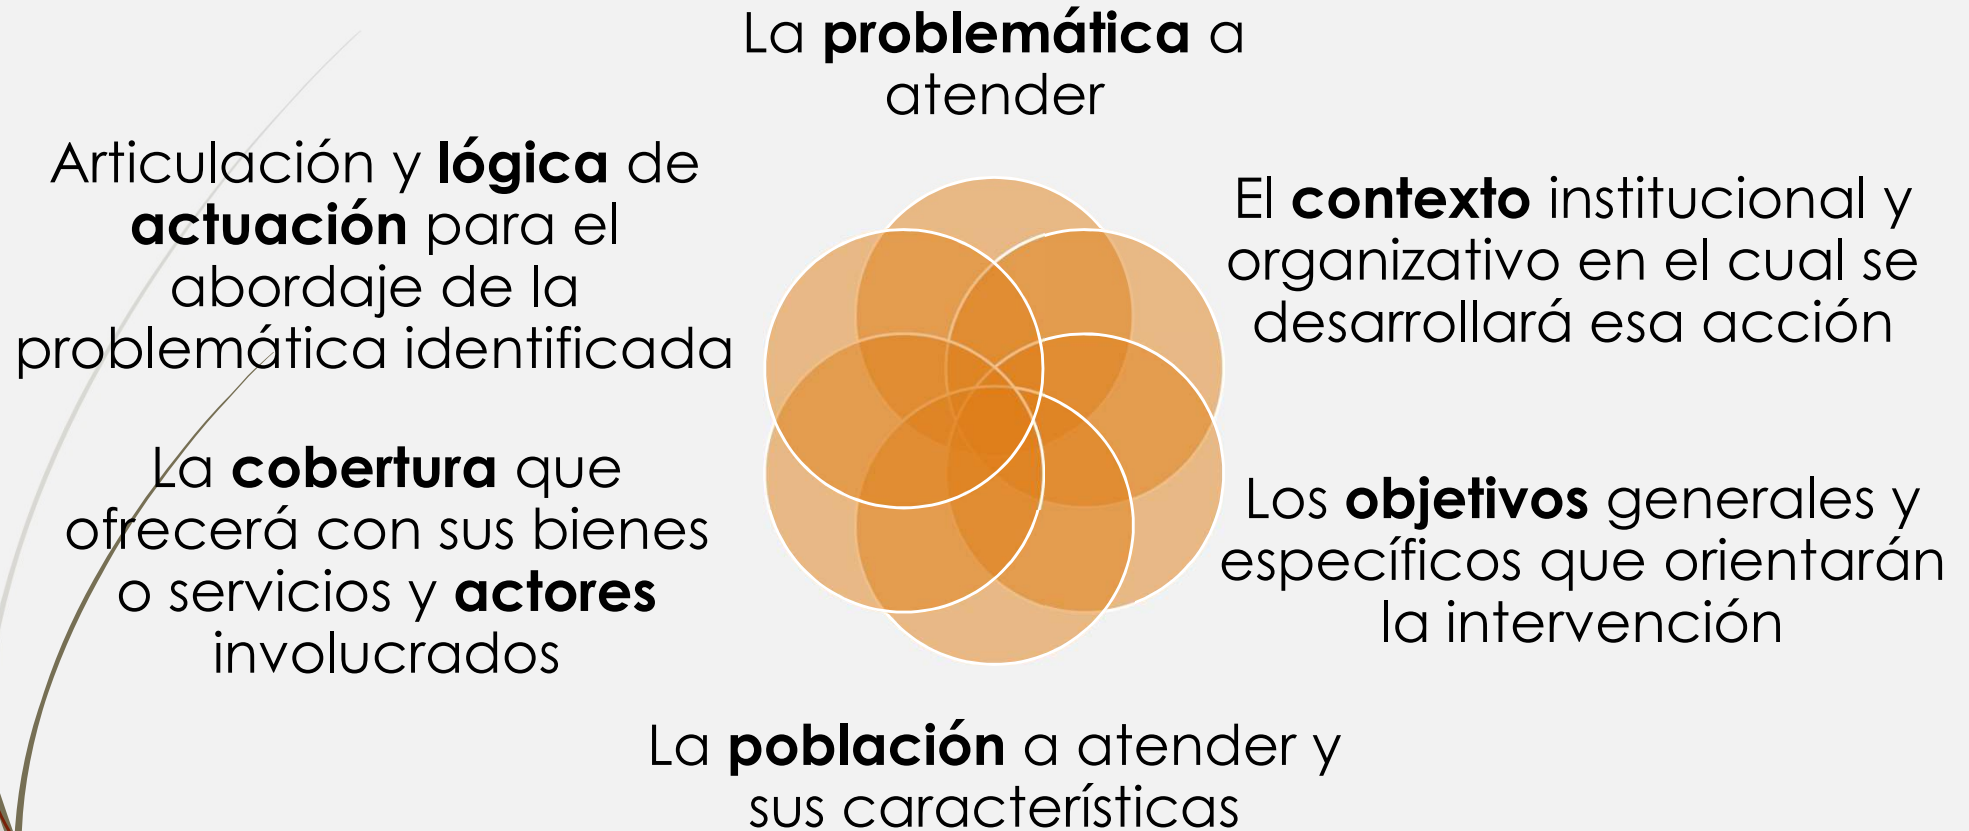 La problemática a
atender
El contexto institucional y
organizativo en el cual se
desarrollará esa acción
Los objetivos generales y
específicos que orientarán
la intervención
La población a atender y
sus características
La cobertura que
ofrecerá con sus bienes
o servicios y actores
involucrados
Articulación y lógica de
actuación para el
abordaje de la
problemática identificada